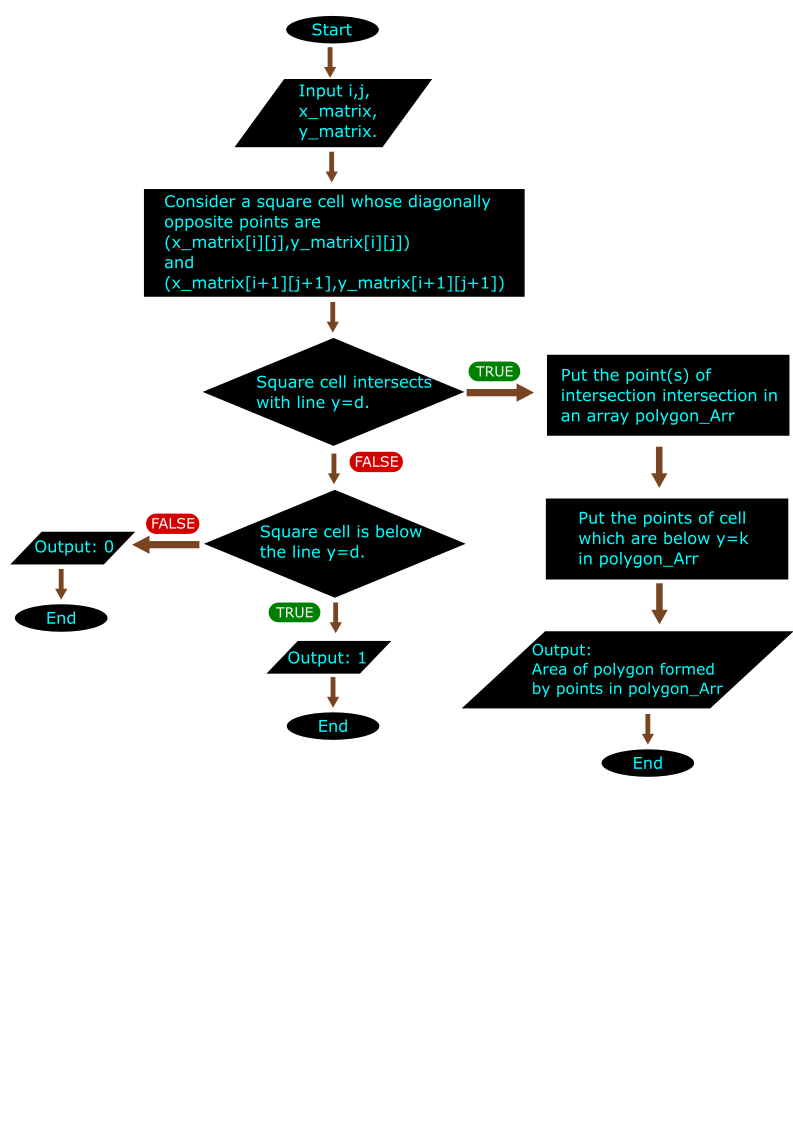 Start
Input i,j,
x_matrix,
y_matrix.
Consider a square cell whose diagonally
opposite points are
(x_matrix[i][j],y_matrix[i][j])
and
(x_matrix[i+1][j+1],y_matrix[i+1][j+1])
Square cell intersects
with line y=d.
TRUE
Put the point(s) of
intersection intersection in
an array polygon_Arr
FALSE
Put the points of cell
which are below y=k
in polygon_Arr
Square cell is below
the line y=d.
FALSE
Output: 0
End
TRUE
Output: 1
End
Output:
Area of polygon formed
by points in polygon_Arr
End